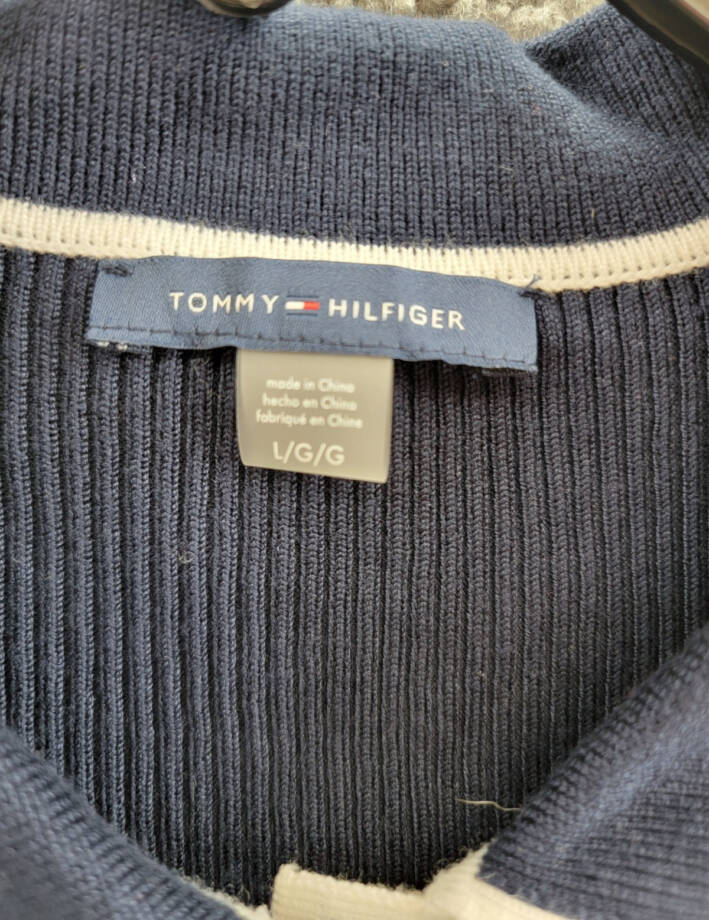 TOMMY HILFIGER
made in China
hecho en China
fabriqué en Chine
L/G/G